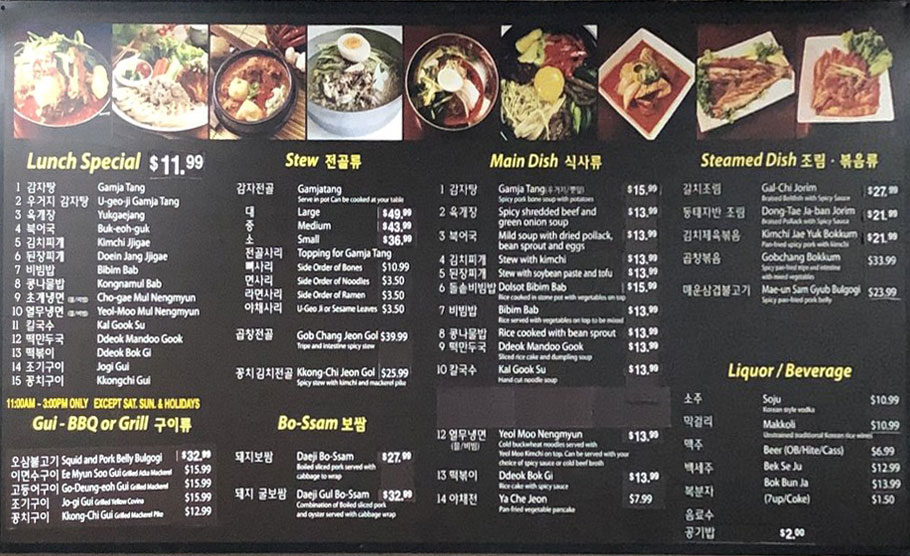 Lunch Special $11.99
1 감자탕 Gamja Tang
2 우거지 감자탕 U-geo-ji Gamja Tang
3 육개장 Yukgaejang
4 북어국 Buk-eoh-guk
5 김치찌개 Kimchi Jjigae
6 된장찌개 Doein Jang Jjigae
7 비빔밥 Bibim Bab
8 콩나물밥 Kongnamul Bab
9 초계냉면 Cho-gae Mul Nengmyun
10 열무냉면 Yeol-Moo Mul Nengmyun
11 칼국수 Kal Gook Su
12 떡만두국 Ddeok Mandoo Gook
13 떡볶이 Ddeok Bok Gi
14 조기구이 Jogi Gui
15 꽁치구이 Kkongchi Gui
11:00AM - 3:00PM ONLY EXCEPT SAT. SUN. & HOLIDAYS
Gui - BBQ or Grill 구이류
오삼불고기 Squid and Pork Belly Bulgogi $32.99
이면수구이 Ee Myun Soo Gui Grilled Atka Mackerel $15.99
고등어구이 Go-Deung-eoh Gui Grilled Mackerel $15.99
조기구이 Jo-gi Gui Grilled Yellow Covina $15.99
꽁치구이 Kkong-Chi Gui Grilled Mackerel Pike $12.99
Stew 전골류
감자전골 Gamjatang
Serve in pot Can be cooked at your table
대 Large $49.99
중 Medium $43.99
소 Small $36.99
전골사리 Topping for Gamja Tang
뼈사리 Side Order of Bones $10.99
면사리 Side Order of Noodles $3.50
라면사리 Side Order of Ramen $3.50
야채사리 U-Geo Ji or Sesame Leaves $3.50
곱창전골 Gob Chang Jeon Gol $39.99
Tripe and intestine spicy stew
꽁치 김치전골 Kkong-Chi Jeon Gol $25.99
Spicy stew with kimchi and mackerel pike
Bo-Ssam 보쌈
돼지보쌈 Daeji Bo-Ssam $27.99
Boiled sliced pork served with
cabbage to wrap
돼지 굴보쌈 Daeji Gul Bo-Ssam $32.99
Combination of Boiled sliced pork
and oyster served with cabbage wrap
Main Dish 식사류
1 감자탕 Gamja Tang $15.99
Spicy pork bone soup with potatoes
2 육개장 Spicy shredded beef and $13.99
green onion soup
3 북어국 Mild soup with dried pollack, $13.99
bean sprout and eggs
4 김치찌개 Stew with kimchi $13.99
5 된장찌개 Stew with soybean paste and tofu $13.99
6 돌솥비빔밥 Dolsot Bibim Bab $15.99
Rice cooked in stone pot with vegetables on top
7 비빔밥 Bibim Bab $13.99
Rice served with vegetables on top to be mixed
8 콩나물밥 Rice cooked with bean sprout $13.99
9 떡만두국 Ddeok Mandoo Gook $13.99
Sliced rice cake and dumpling soup
10 칼국수 Kal Gook Su $13.99
Hand cut noodle soup
12 열무냉면 Yeol Moo Nengmyun $13.99
(물/비빔) Cold buckwheat noodles served with
Yeol Moo Kimchi on top. Can be served with your
choice of spicy sauce or cold beef broth
13 떡볶이 Ddeok Bok Gi $13.99
Rice cake with spicy sauce
14 야채전 Ya Che Jeon $7.99
Pan-fried vegetable pancake
Steamed Dish 조림 · 볶음류
갈치조림 Gal-Chi Jorim $27.99
Braised Beltfish with Spicy Sauce
동태자반 조림 Dong-Tae Ja-ban Jorim $21.99
Braised Pollack with Spicy Sauce
김치제육볶음 Kimchi Jae Yuk Bokkum $21.99
Pan-fried spicy pork with kimchi
곱창볶음 Gobchang Bokkum $33.99
Spicy pan-fried tripe and intestine
with mixed vegetables
매운삼겹불고기 Mae-un Sam Gyub Bulgogi $23.99
Spicy pan-fried pork belly
Liquor / Beverage
소주 Soju $10.99
Korean style vodka
막걸리 Makkoli $10.99
Unstrained traditional Korean rice wines
맥주 Beer (OB/Hite/Cass) $6.99
백세주 Bek Se Ju $12.99
복분자 Bok Bun Ja $13.99
음료수 (7up/Coke) $1.50
공기밥 $2.00